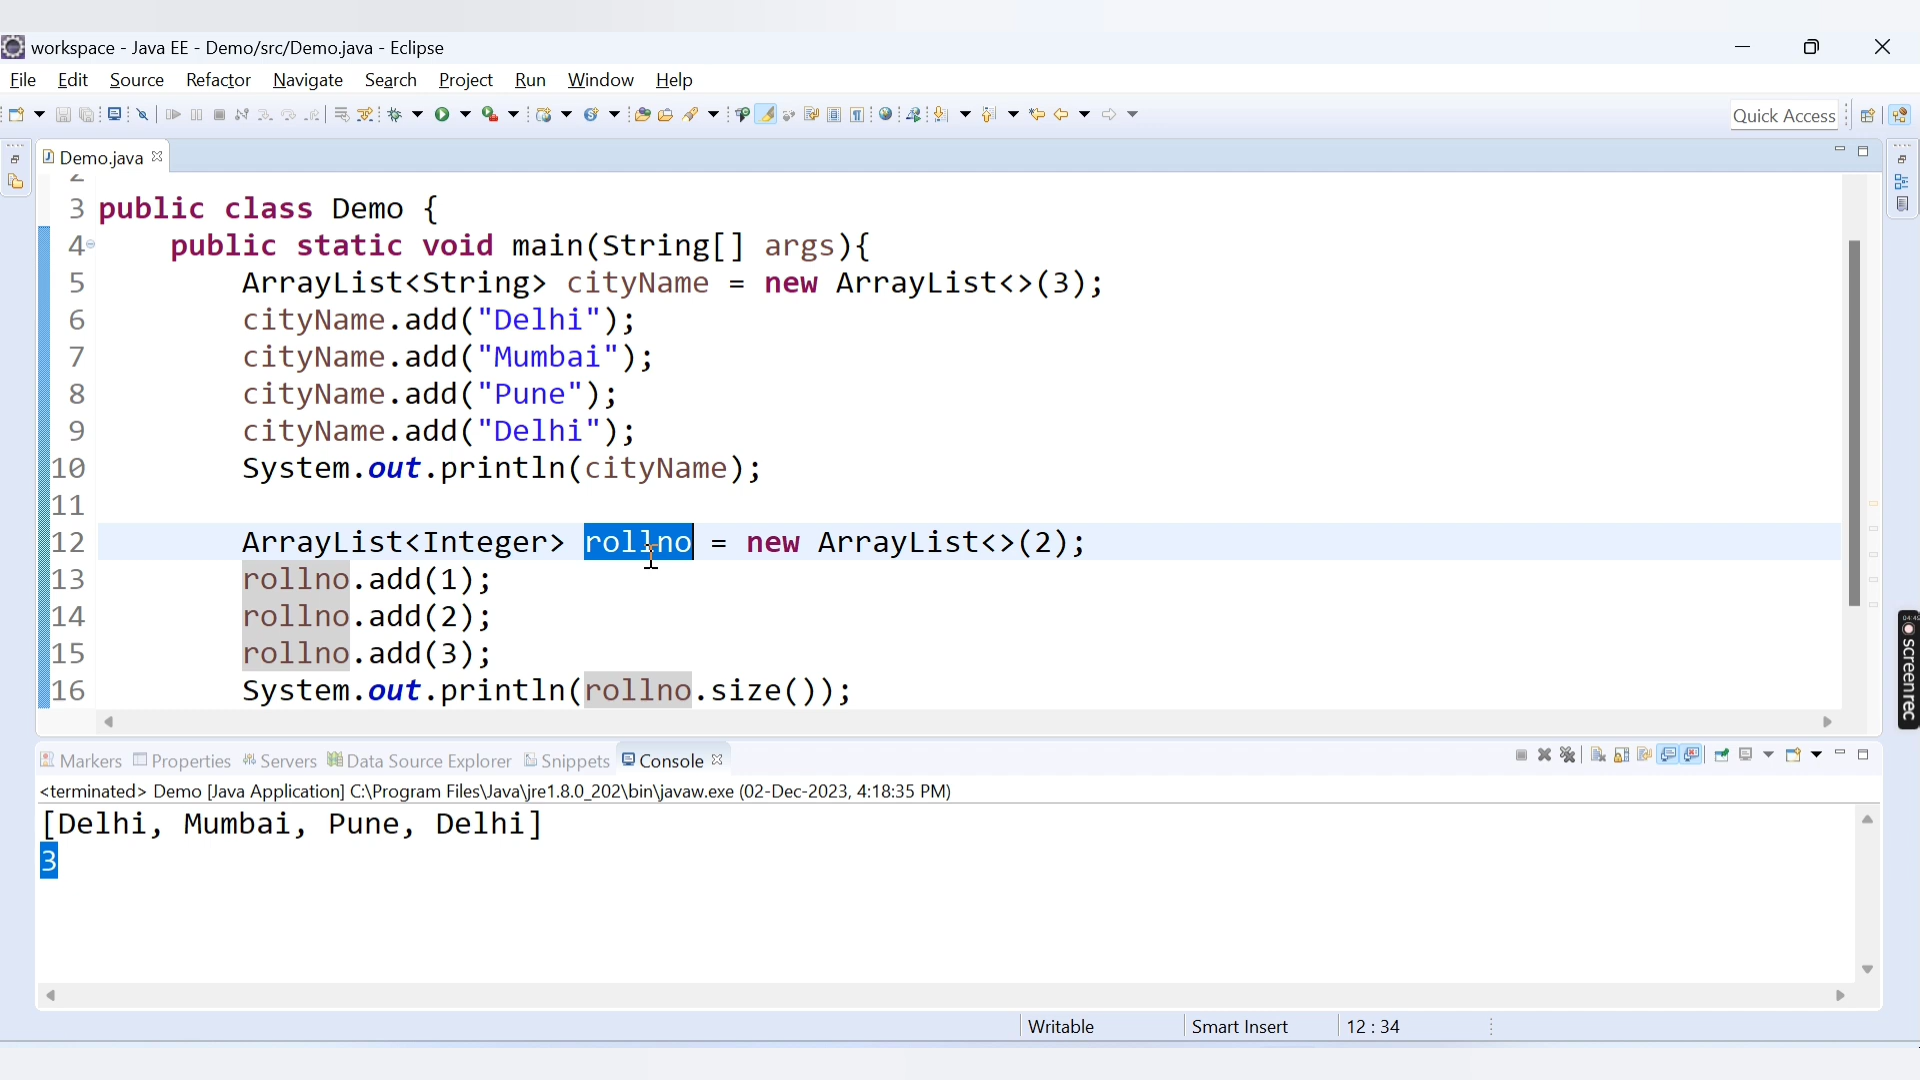 workspace - Java EE - Demo/src/Demo.java - Eclipse
File Edit Source Refactor Navigate Search Project Run Window Help
Quick Access
Demo.java
3 public class Demo {
4 public static void main(String[] args){
5 ArrayList<String> cityName = new ArrayList<>(3);
6 cityName.add("Delhi");
7 cityName.add("Mumbai");
8 cityName.add("Pune");
9 cityName.add("Delhi");
10 System.out.println(cityName);
11
12 ArrayList<Integer> rollno = new ArrayList<>(2);
13 rollno.add(1);
14 rollno.add(2);
15 rollno.add(3);
16 System.out.println(rollno.size());
screenrec
Markers Properties Servers Data Source Explorer Snippets Console
<terminated> Demo [Java Application] C:\Program Files\Java\jre1.8.0_202\bin\javaw.exe (02-Dec-2023, 4:18:35 PM)
[Delhi, Mumbai, Pune, Delhi]
3
Writable Smart Insert 12 : 34